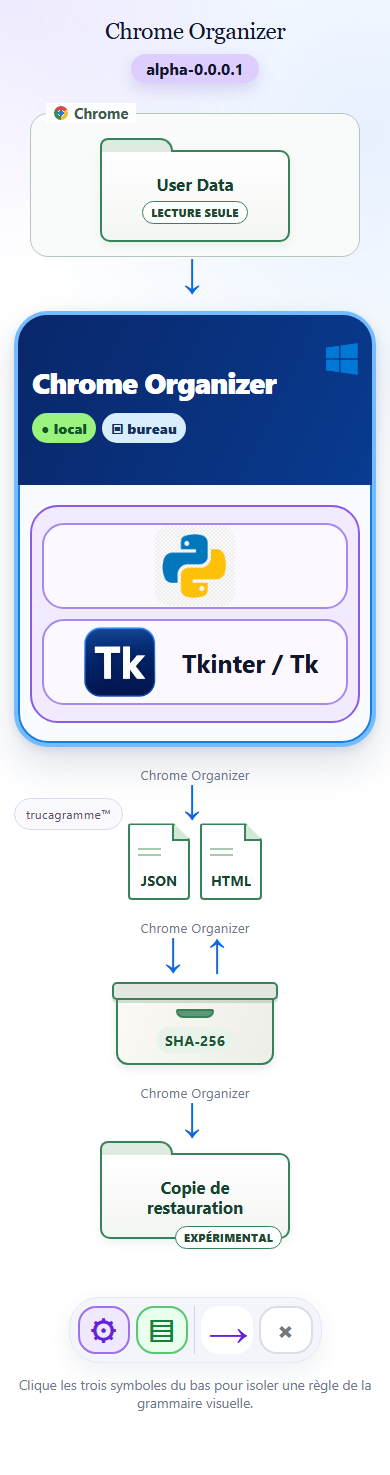 Chrome Organizer
alpha-0.0.0.1
Chrome
User Data
LECTURE SEULE
Chrome Organizer
local
bureau
Tk
Tkinter / Tk
Chrome Organizer
trucagramme™
JSON
HTML
Chrome Organizer
SHA-256
Chrome Organizer
Copie de
restauration
EXPÉRIMENTAL
Clique les trois symboles du bas pour isoler une règle de la
grammaire visuelle.